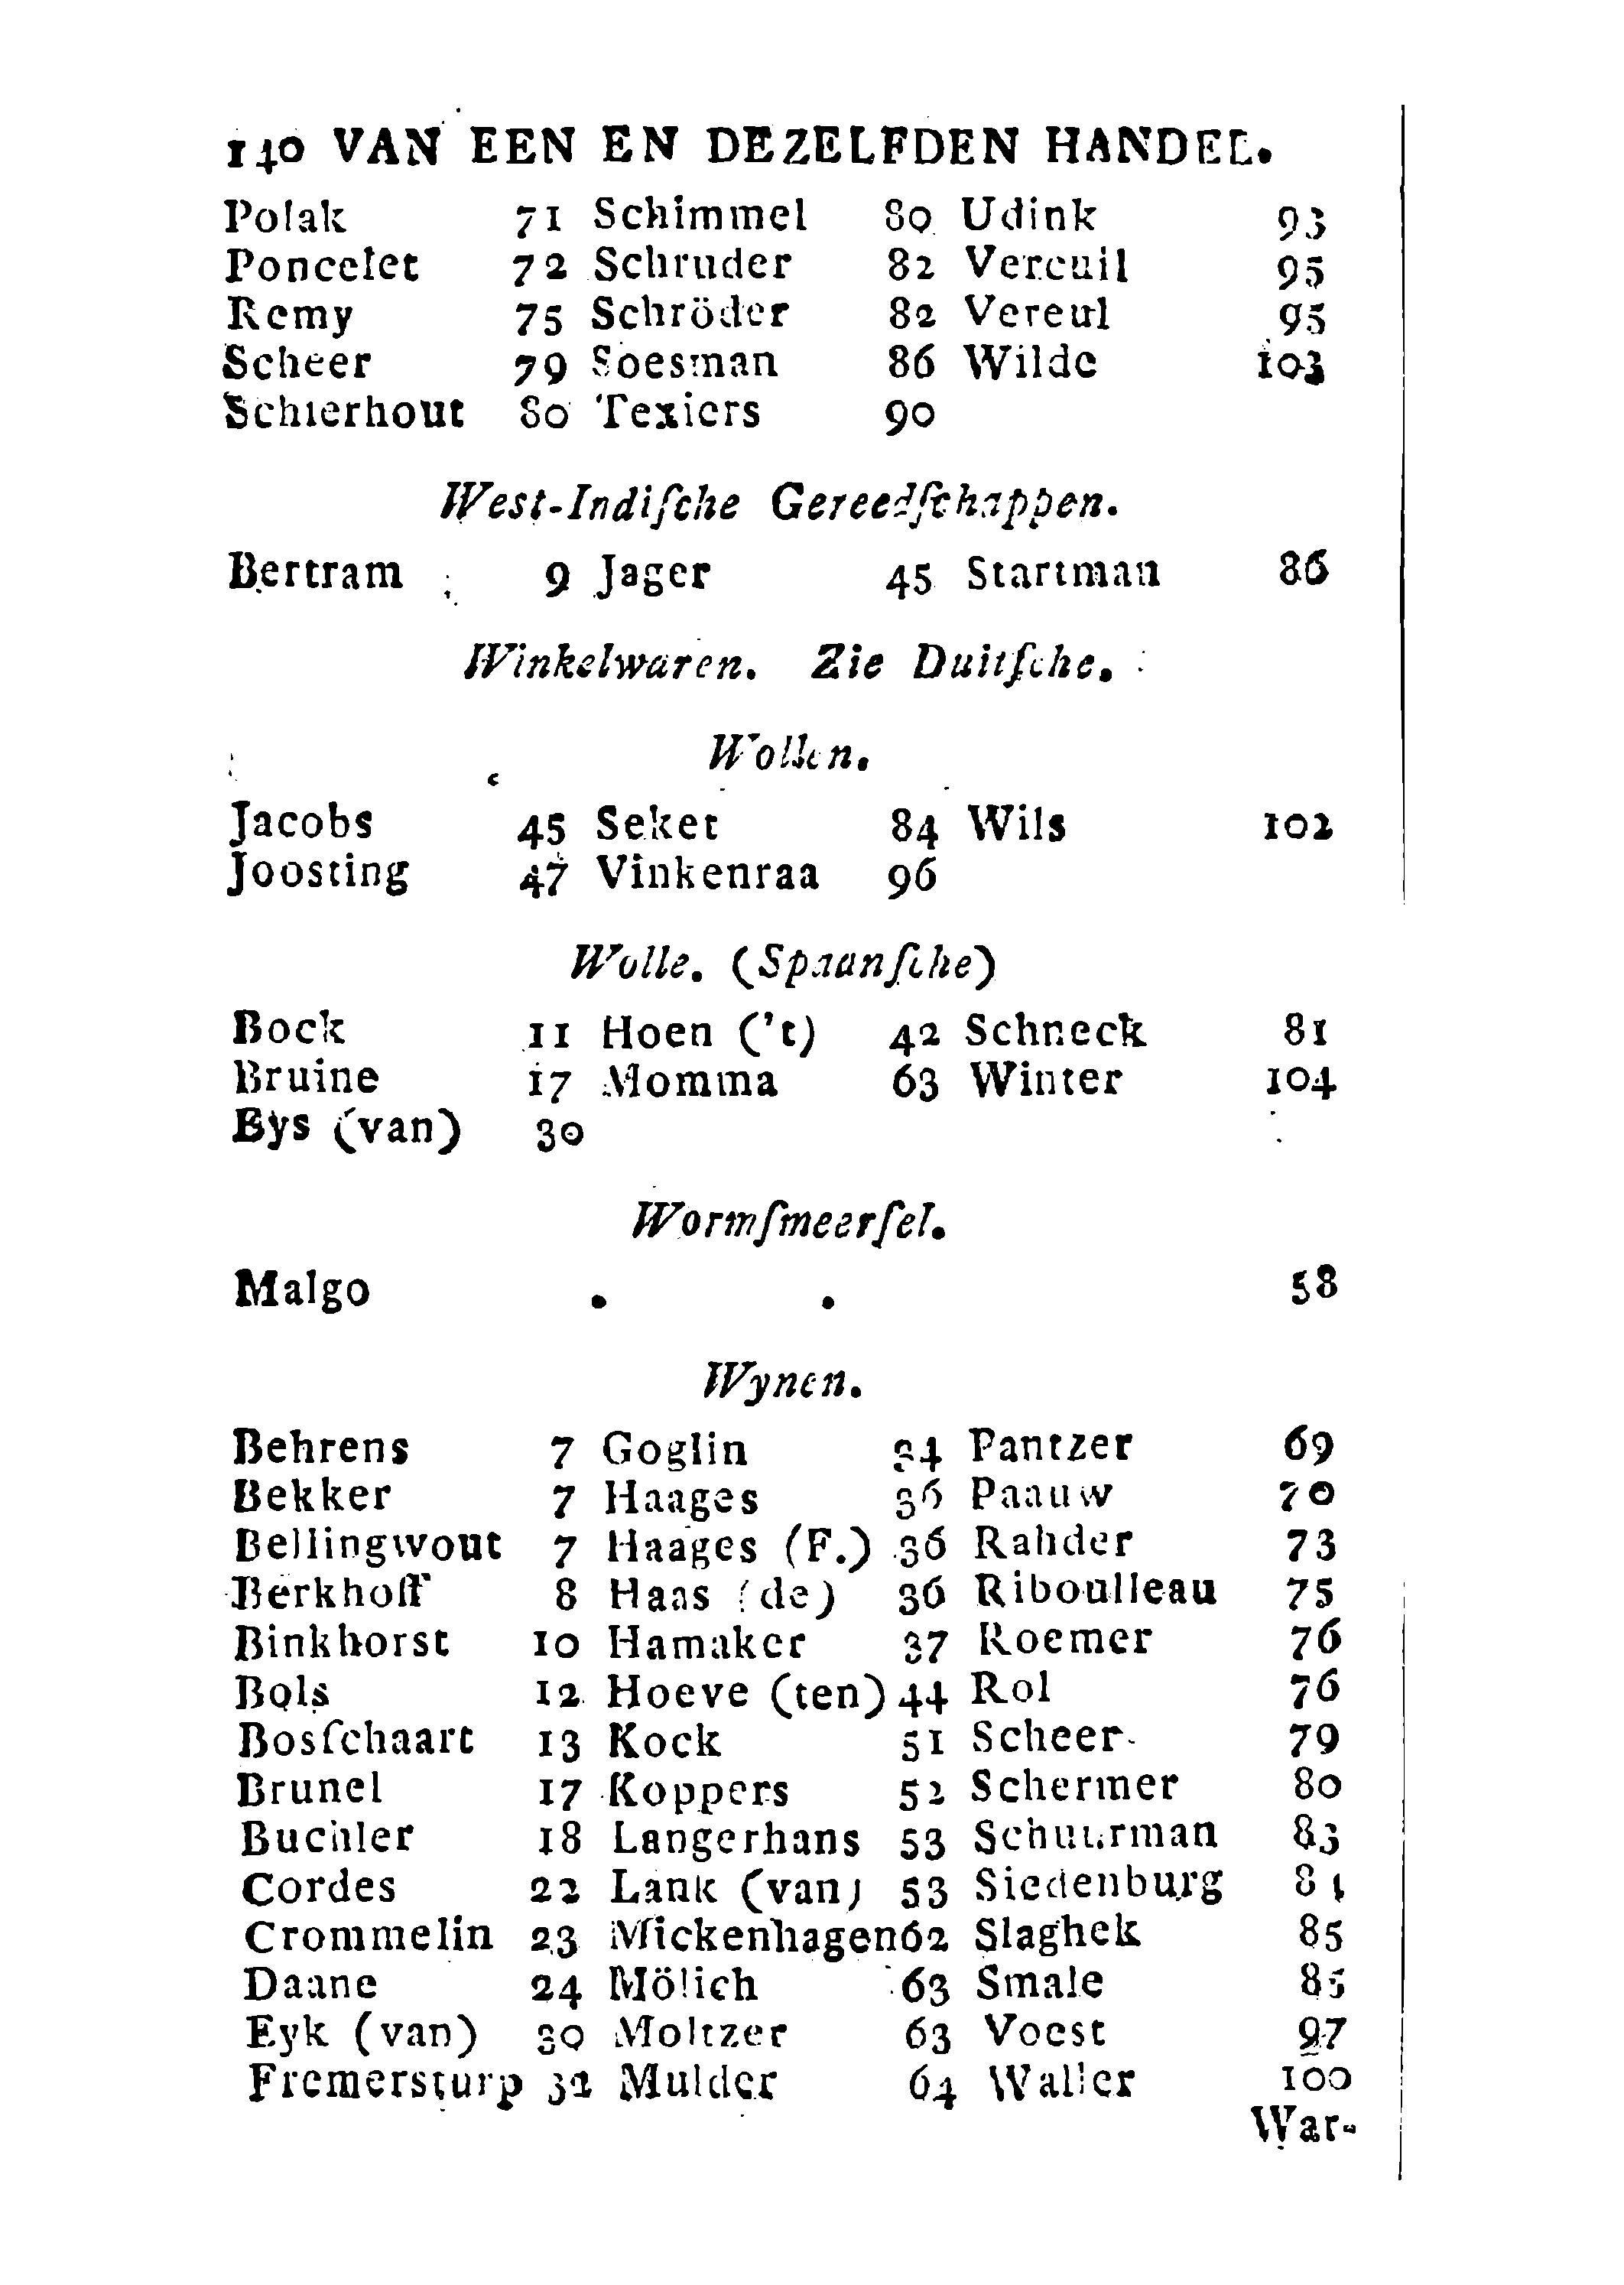 140 VAN EEN EN DEZELFDEN HANDEL.
Polak 71 Schimmel 80 Udink 93
Poncelet 72 Schruder 82 Vereuil 95
Remy 75 Schröder 82 Vereul 95
Scheer 79 Soesman 86 Wilde 103
Schierhout 80 Texiers 90
West-Indiſche Gereedſchappen.
Bertram 9 Jager 45 Startman 86
Winkelwaren. Zie Duitſche.
Wollen.
Jacobs 45 Seket 84 Wils 102
Joosting 47 Vinkenraa 96
Wolle. (Spaanſche)
Bock 11 Hoen ('t) 42 Schneck 81
Bruine 17 Momma 63 Winter 104
Eys (van) 30
Wormſmeerſel.
Malgo . . 58
Wynen.
Behrens 7 Goglin 34 Pantzer 69
Bekker 7 Haages 36 Paauw 70
Bellingwout 7 Haages (F.) 36 Rahder 73
Berkhoff 8 Haas (de) 36 Riboulleau 75
Binkhorst 10 Hamaker 37 Roemer 76
Bols 12 Hoeve (ten) 44 Rol 76
Bosſchaart 13 Kock 51 Scheer 79
Brunel 17 Koppers 52 Schermer 80
Buchler 18 Langerhans 53 Schuurman 83
Cordes 22 Lank (van) 53 Siedenburg 84
Crommelin 23 Mickenhagen 62 Slaghek 85
Daane 24 Mölich 63 Smale 85
Eyk (van) 30 Moltzer 63 Voest 97
Fremersturp 32 Mulder 64 Waller 100
War-